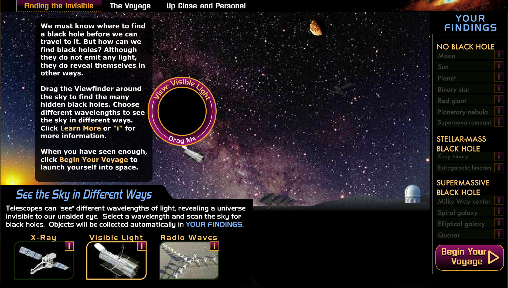 Finding the Invisible The Voyage Up Close and Personal
We must know where to find
a black hole before we can
travel to it. But how can we
find black holes? Although
they do not emit any light,
they do reveal themselves in
other ways.
Drag the Viewfinder around
the sky to find the many
hidden black holes. Choose
different wavelengths to see
the sky in different ways.
Click Learn More or "i" for
more information.
When you have seen enough,
click Begin Your Voyage to
launch yourself into space.
View Visible Light
Drag Me
See the Sky in Different Ways
Telescopes can "see" different wavelengths of light, revealing a universe
invisible to our unaided eye. Select a wavelength and scan the sky for
black holes. Objects will be collected automatically in YOUR FINDINGS.
X-Ray Visible Light Radio Waves
i i i
YOUR
FINDINGS
NO BLACK HOLE
Moon i
Sun i
Planet i
Binary star i
Red giant i
Planetary nebula i
Supernova remnant i
STELLAR-MASS
BLACK HOLE
X-ray binary i
Extragalactic binaries i
SUPERMASSIVE
BLACK HOLE
Milky Way center i
Spiral galaxy i
Elliptical galaxy i
Quasar i
Begin Your
Voyage